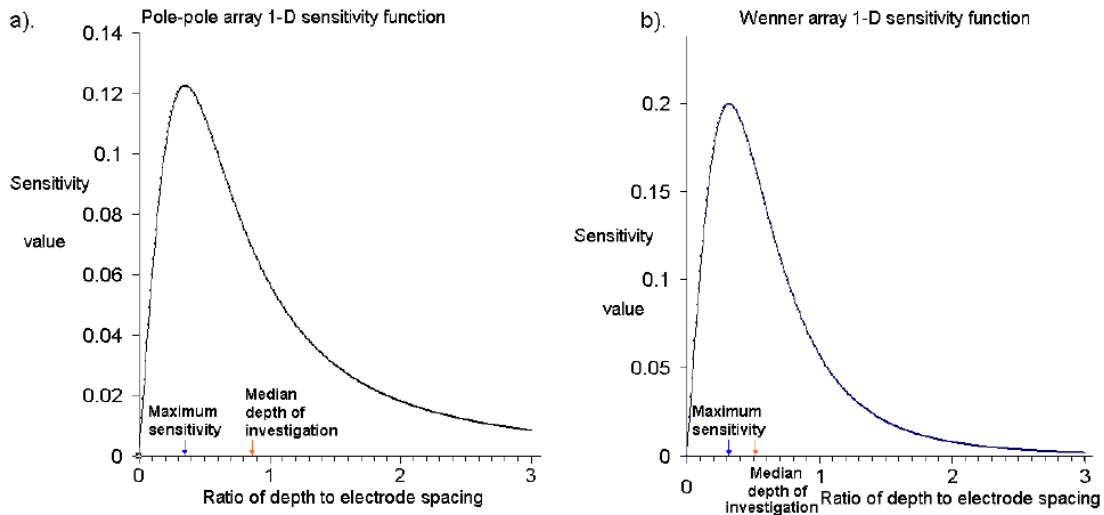 a).
Pole-pole array 1-D sensitivity function
0.14
0.12
0.1
Sensitivity
0.08
value
0.06
0.04
0.02
0
Maximum
sensitivity
Median
depth of
investigation
0 1 2 3
Ratio of depth to electrode spacing
b).
Wenner array 1-D sensitivity function
0.2
0.15
Sensitivity
0.1
value
0.05
0
Maximum
sensitivity
0 1 2 3
Median
depth of
investigation
Ratio of depth to electrode spacing